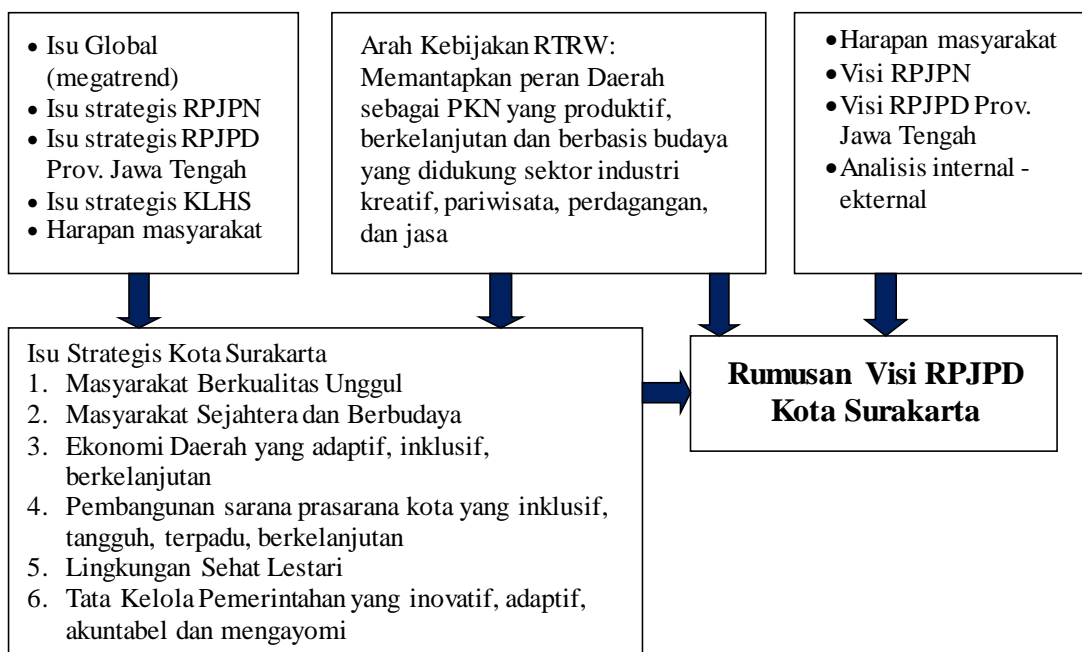 • Isu Global
(megatrend)
• Isu strategis RPJPN
• Isu strategis RPJPD
Prov. Jawa Tengah
• Isu strategis KLHS
• Harapan masyarakat
Arah Kebijakan RTRW:
Memantapkan peran Daerah
sebagai PKN yang produktif,
berkelanjutan dan berbasis budaya
yang didukung sektor industri
kreatif, pariwisata, perdagangan,
dan jasa
• Harapan masyarakat
• Visi RPJPN
• Visi RPJPD Prov.
Jawa Tengah
• Analisis internal -
ekternal
Isu Strategis Kota Surakarta
1. Masyarakat Berkualitas Unggul
2. Masyarakat Sejahtera dan Berbudaya
3. Ekonomi Daerah yang adaptif, inklusif,
berkelanjutan
4. Pembangunan sarana prasarana kota yang inklusif,
tangguh, terpadu, berkelanjutan
5. Lingkungan Sehat Lestari
6. Tata Kelola Pemerintahan yang inovatif, adaptif,
akuntabel dan mengayomi
Rumusan Visi RPJPD
Kota Surakarta